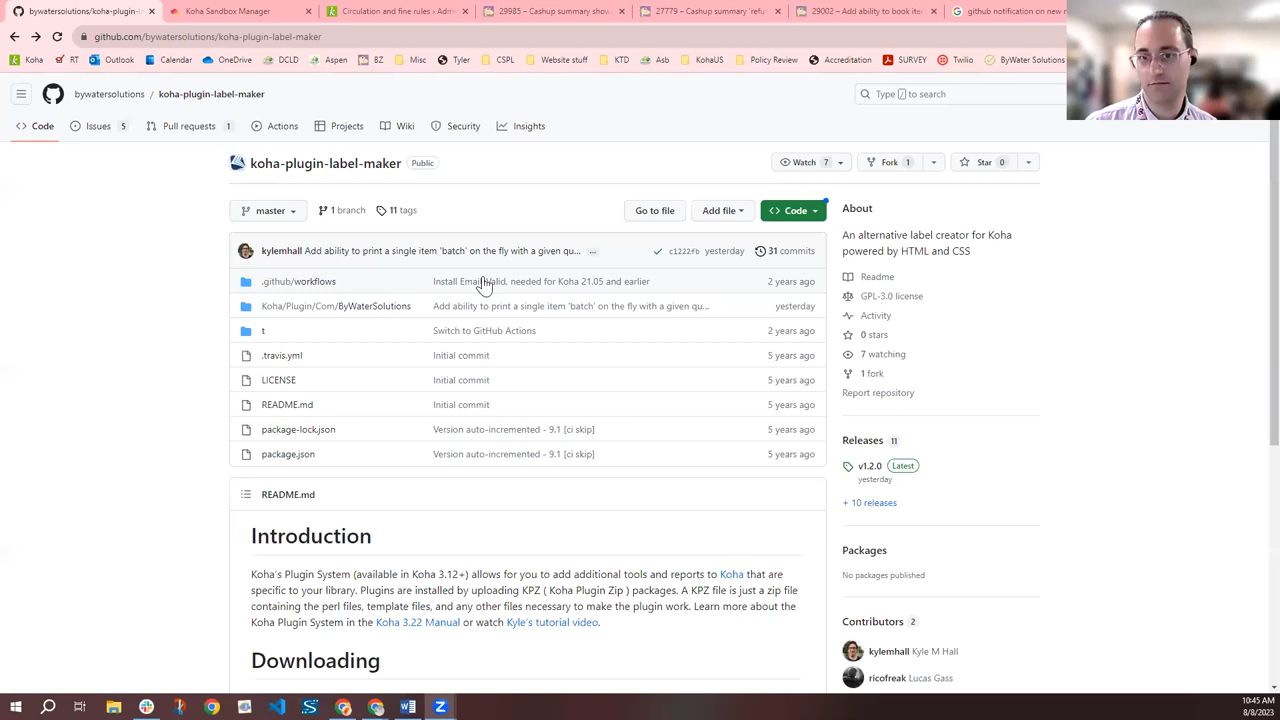 bywatersolutions/koha-plugin-label-maker
Koha Sandbox Manager
Circulation and fine rules › Adm
29985 – Cashup summary show
27779 – Cashup summary 'refu
29002 – Add ability to book ite
github notification on new r
github.com/bywatersolutions/koha-plugin-label-maker
Koha
RT
Outlook
Calendar
OneDrive
DCLD
Aspen
BZ
Misc
Tyler
CSPL
Website stuff
KTD
Asb
KohaUS
Policy Review
Accreditation
SURVEY
Twilio
ByWater Solutions
bywatersolutions / koha-plugin-label-maker
Type / to search
Code
Issues 5
Pull requests 1
Actions
Projects
Wiki
Security
Insights
koha-plugin-label-maker Public
Watch 7
Fork 1
Star 0
master
1 branch
11 tags
Go to file
Add file
Code
kylemhall Add ability to print a single item 'batch' on the fly with a given qu... ... c1222fb yesterday 31 commits
.github/workflows Install Email Valid, needed for Koha 21.05 and earlier 2 years ago
Koha/Plugin/Com/ByWaterSolutions Add ability to print a single item 'batch' on the fly with a given qu... yesterday
t Switch to GitHub Actions 2 years ago
.travis.yml Initial commit 5 years ago
LICENSE Initial commit 5 years ago
README.md Initial commit 5 years ago
package-lock.json Version auto-incremented - 9.1 [ci skip] 5 years ago
package.json Version auto-incremented - 9.1 [ci skip] 5 years ago
README.md
Introduction
Koha's Plugin System (available in Koha 3.12+) allows for you to add additional tools and reports to Koha that are
specific to your library. Plugins are installed by uploading KPZ ( Koha Plugin Zip ) packages. A KPZ file is just a zip file
containing the perl files, template files, and any other files necessary to make the plugin work. Learn more about the
Koha Plugin System in the Koha 3.22 Manual or watch Kyle's tutorial video.
Downloading
About
An alternative label creator for Koha
powered by HTML and CSS
Readme
GPL-3.0 license
Activity
0 stars
7 watching
1 fork
Report repository
Releases 11
v1.2.0 Latest
yesterday
+ 10 releases
Packages
No packages published
Contributors 2
kylemhall Kyle M Hall
ricofreak Lucas Gass
10:45 AM
8/8/2023